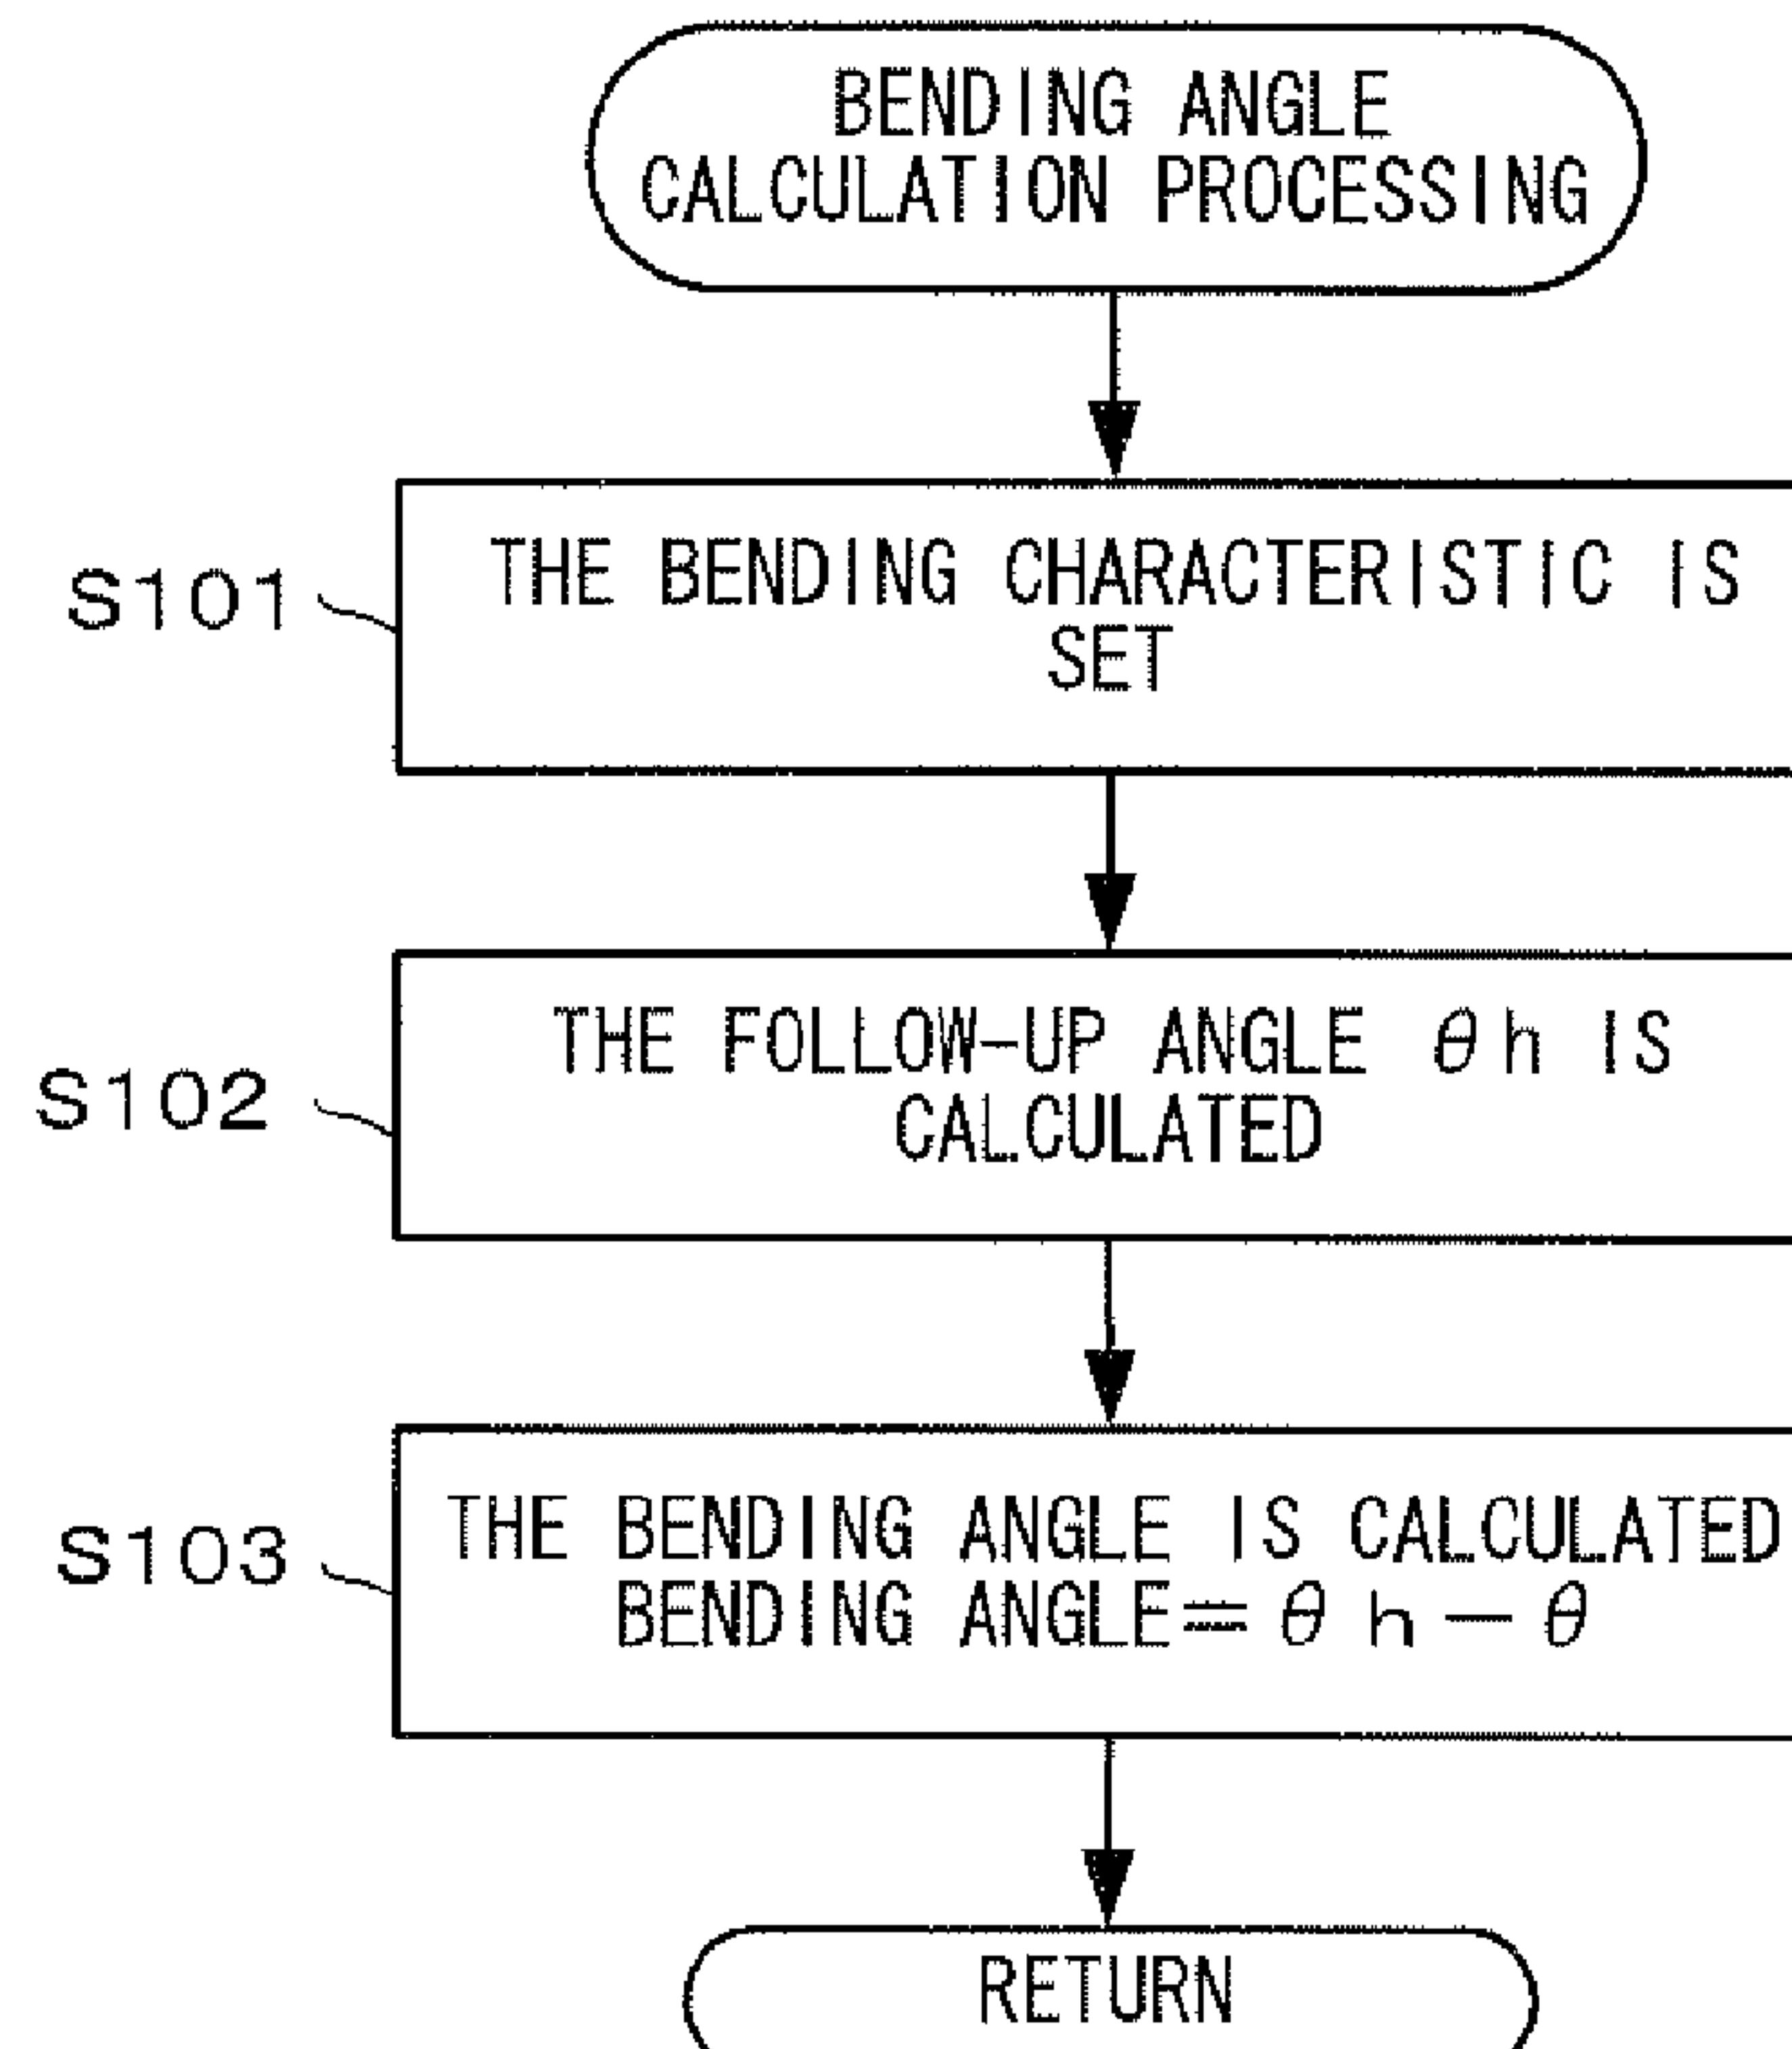 BENDING ANGLE
CALCULATION PROCESSING
S101
THE BENDING CHARACTERISTIC IS
SET
S102
THE FOLLOW-UP ANGLE θh IS
CALCULATED
S103
THE BENDING ANGLE IS CALCULATED
BENDING ANGLE=θh-θ
RETURN